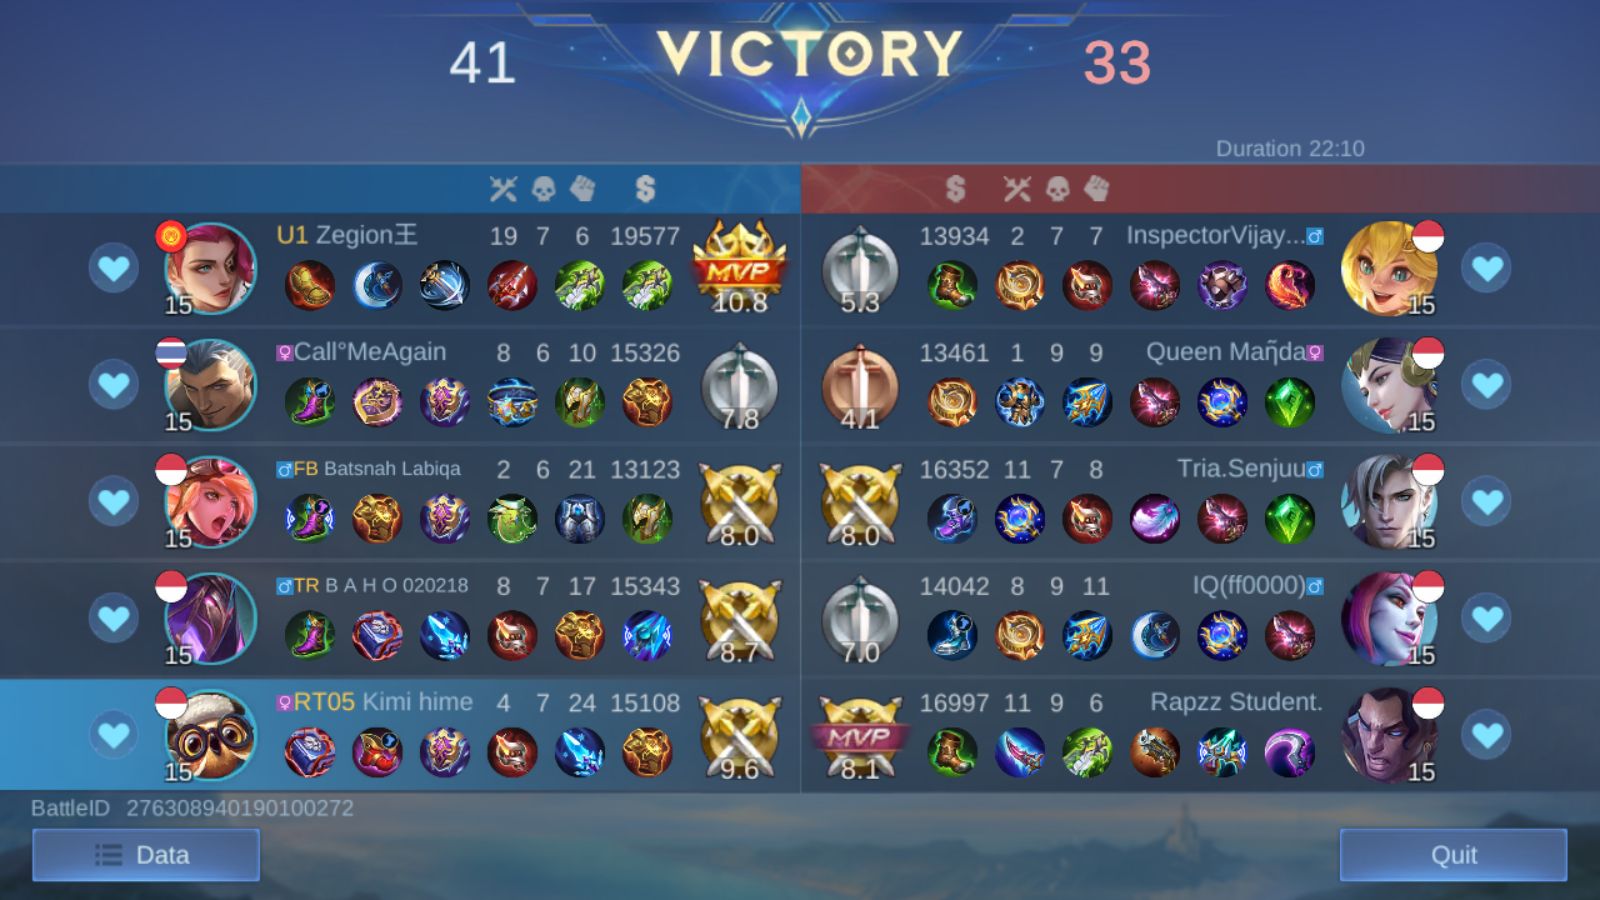 41 VICTORY 33
Duration 22:10
U1 Zegion王 19 7 6 19577 MVP 10.8
15
5.3 13934 2 7 7 InspectorVijay...
15
Call°MeAgain 8 6 10 15326 7.8
15
4.1 13461 1 9 9 Queen Mañda
15
FB Batsnah Labiqa 2 6 21 13123 8.0
15
8.0 16352 11 7 8 Tria.Senjuu
15
TR B A H O 020218 8 7 17 15343 8.7
15
7.0 14042 8 9 11 IQ(ff0000)
15
RT05 Kimi hime 4 7 24 15108 9.6
15
MVP 8.1 16997 11 9 6 Rapzz Student.
15
BattleID 276308940190100272
Data
Quit